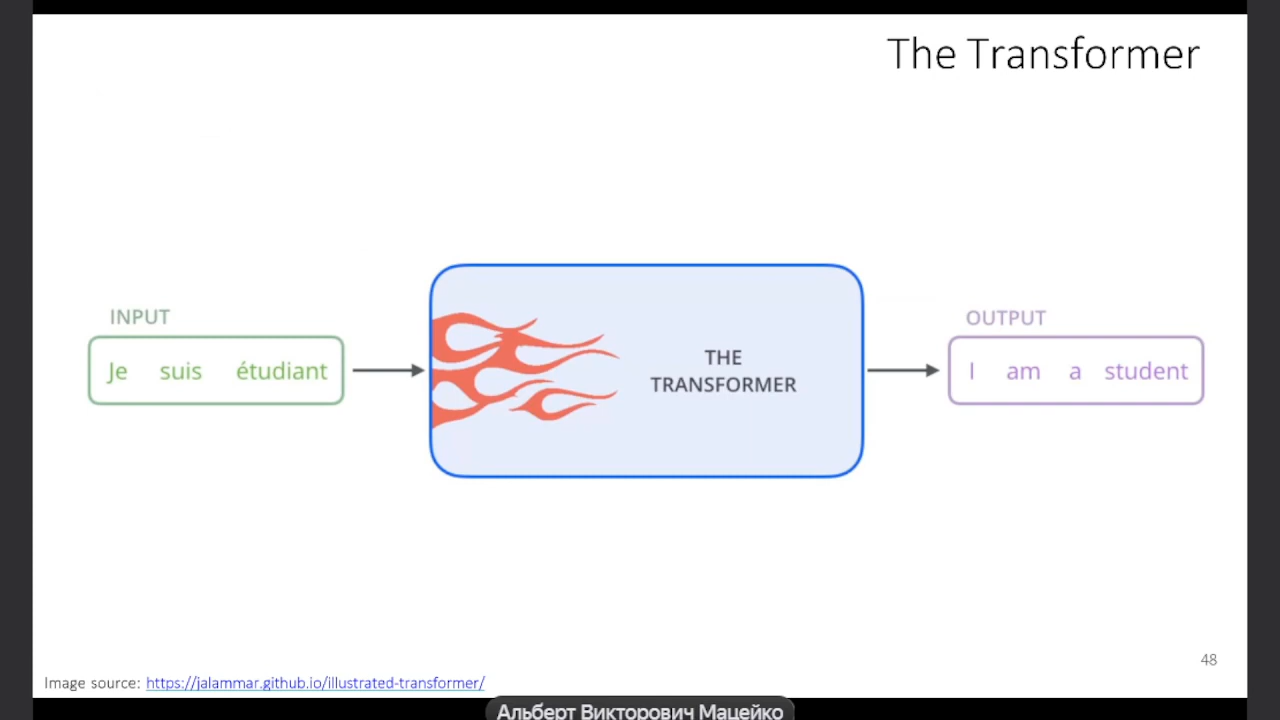 The Transformer
INPUT
Je suis étudiant
THE
TRANSFORMER
OUTPUT
I am a student
48
Image source: https://jalammar.github.io/illustrated-transformer/
Альберт Викторович Мацейко